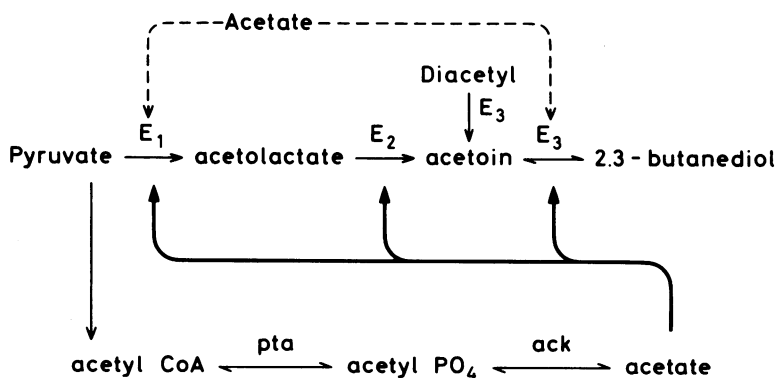 Acetate
Diacetyl
E₃
E₁ E₂ E₃
Pyruvate acetolactate acetoin 2.3-butanediol
pta ack
acetyl CoA acetyl PO₄ acetate